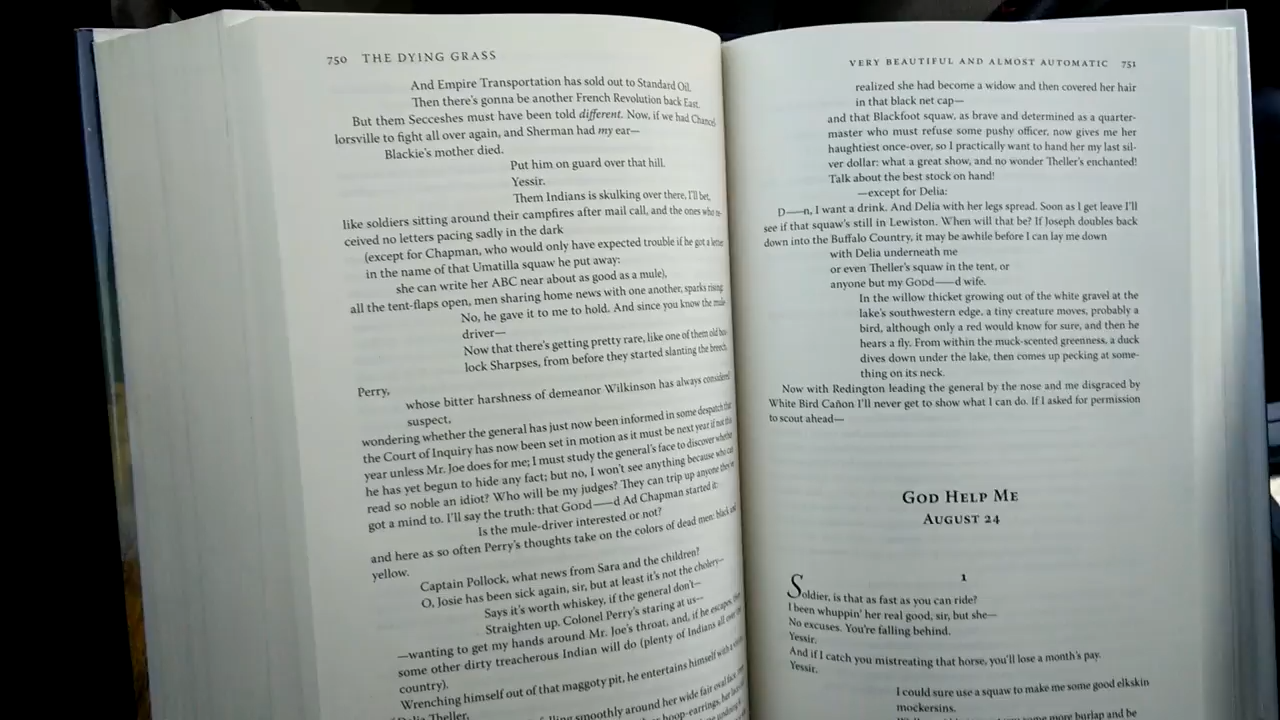 750 THE DYING GRASS
And Empire Transportation has sold out to Standard Oil.
Then there's gonna be another French Revolution back East.
But them Secceshes must have been told different. Now, if we had Chancel
lorsville to fight all over again, and Sherman had my ear—
Blackie's mother died.
Put him on guard over that hill.
Yessir.
Them Indians is skulking over there, I'll bet,
like soldiers sitting around their campfires after mail call, and the ones who re-
ceived no letters pacing sadly in the dark
(except for Chapman, who would only have expected trouble if he got a letter
in the name of that Umatilla squaw he put away:
she can write her ABC near about as good as a mule),
all the tent-flaps open, men sharing home news with one another, sparks rising:
No, he gave it to me to hold. And since you know the mule
driver—
Now that there's getting pretty rare, like one of them old box
lock Sharpses, from before they started slanting the breech,
Perry,
whose bitter harshness of demeanor Wilkinson has always considered
suspect,
wondering whether the general has just now been informed in some despatch that
the Court of Inquiry has now been set in motion as it must be next year if not this
year unless Mr. Joe does for me; I must study the general's face to discover whether
he has yet begun to hide any fact; but no, I won't see anything because who can
read so noble an idiot? Who will be my judges? They can trip up anyone they've
got a mind to. I'll say the truth: that GODD——d Ad Chapman started it:
Is the mule-driver interested or not?
and here as so often Perry's thoughts take on the colors of dead men: black and
yellow.
Captain Pollock, what news from Sara and the children?
O, Josie has been sick again, sir, but at least it's not the cholery—
Says it's worth whiskey, if the general don't—
Straighten up. Colonel Perry's staring at us—
—wanting to get my hands around Mr. Joe's throat, and, if he escapes, then
some other dirty treacherous Indian will do (plenty of Indians all over
country).
Wrenching himself out of that maggoty pit, he entertains himself with a
Delia Theller,
falling smoothly around her wide fair oval face,
hoop-earrings, her
VERY BEAUTIFUL AND ALMOST AUTOMATIC 751
realized she had become a widow and then covered her hair
in that black net cap—
and that Blackfoot squaw, as brave and determined as a quarter-
master who must refuse some pushy officer, now gives me her
haughtiest once-over, so I practically want to hand her my last sil-
ver dollar: what a great show, and no wonder Theller's enchanted!
Talk about the best stock on hand!
—except for Delia:
D——n, I want a drink. And Delia with her legs spread. Soon as I get leave I'll
see if that squaw's still in Lewiston. When will that be? If Joseph doubles back
down into the Buffalo Country, it may be awhile before I can lay me down
with Delia underneath me
or even Theller's squaw in the tent, or
anyone but my GODD——d wife.
In the willow thicket growing out of the white gravel at the
lake's southwestern edge, a tiny creature moves, probably a
bird, although only a red would know for sure, and then he
hears a fly. From within the muck-scented greenness, a duck
dives down under the lake, then comes up pecking at some-
thing on its neck.
Now with Redington leading the general by the nose and me disgraced by
White Bird Cañon I'll never get to show what I can do. If I asked for permission
to scout ahead—
GOD HELP ME
AUGUST 24
1
Soldier, is that as fast as you can ride?
I been whuppin' her real good, sir, but she—
No excuses. You're falling behind.
Yessir.
And if I catch you mistreating that horse, you'll lose a month's pay.
Yessir.
I could sure use a squaw to make me some good elkskin
mockersins.
some more burlap and be